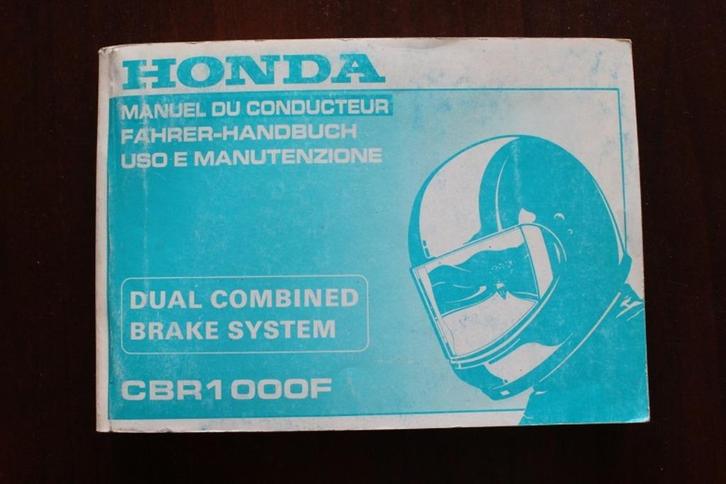 HONDA
MANUEL DU CONDUCTEUR
FAHRER-HANDBUCH
USO E MANUTENZIONE
DUAL COMBINED
BRAKE SYSTEM
CBR1000F